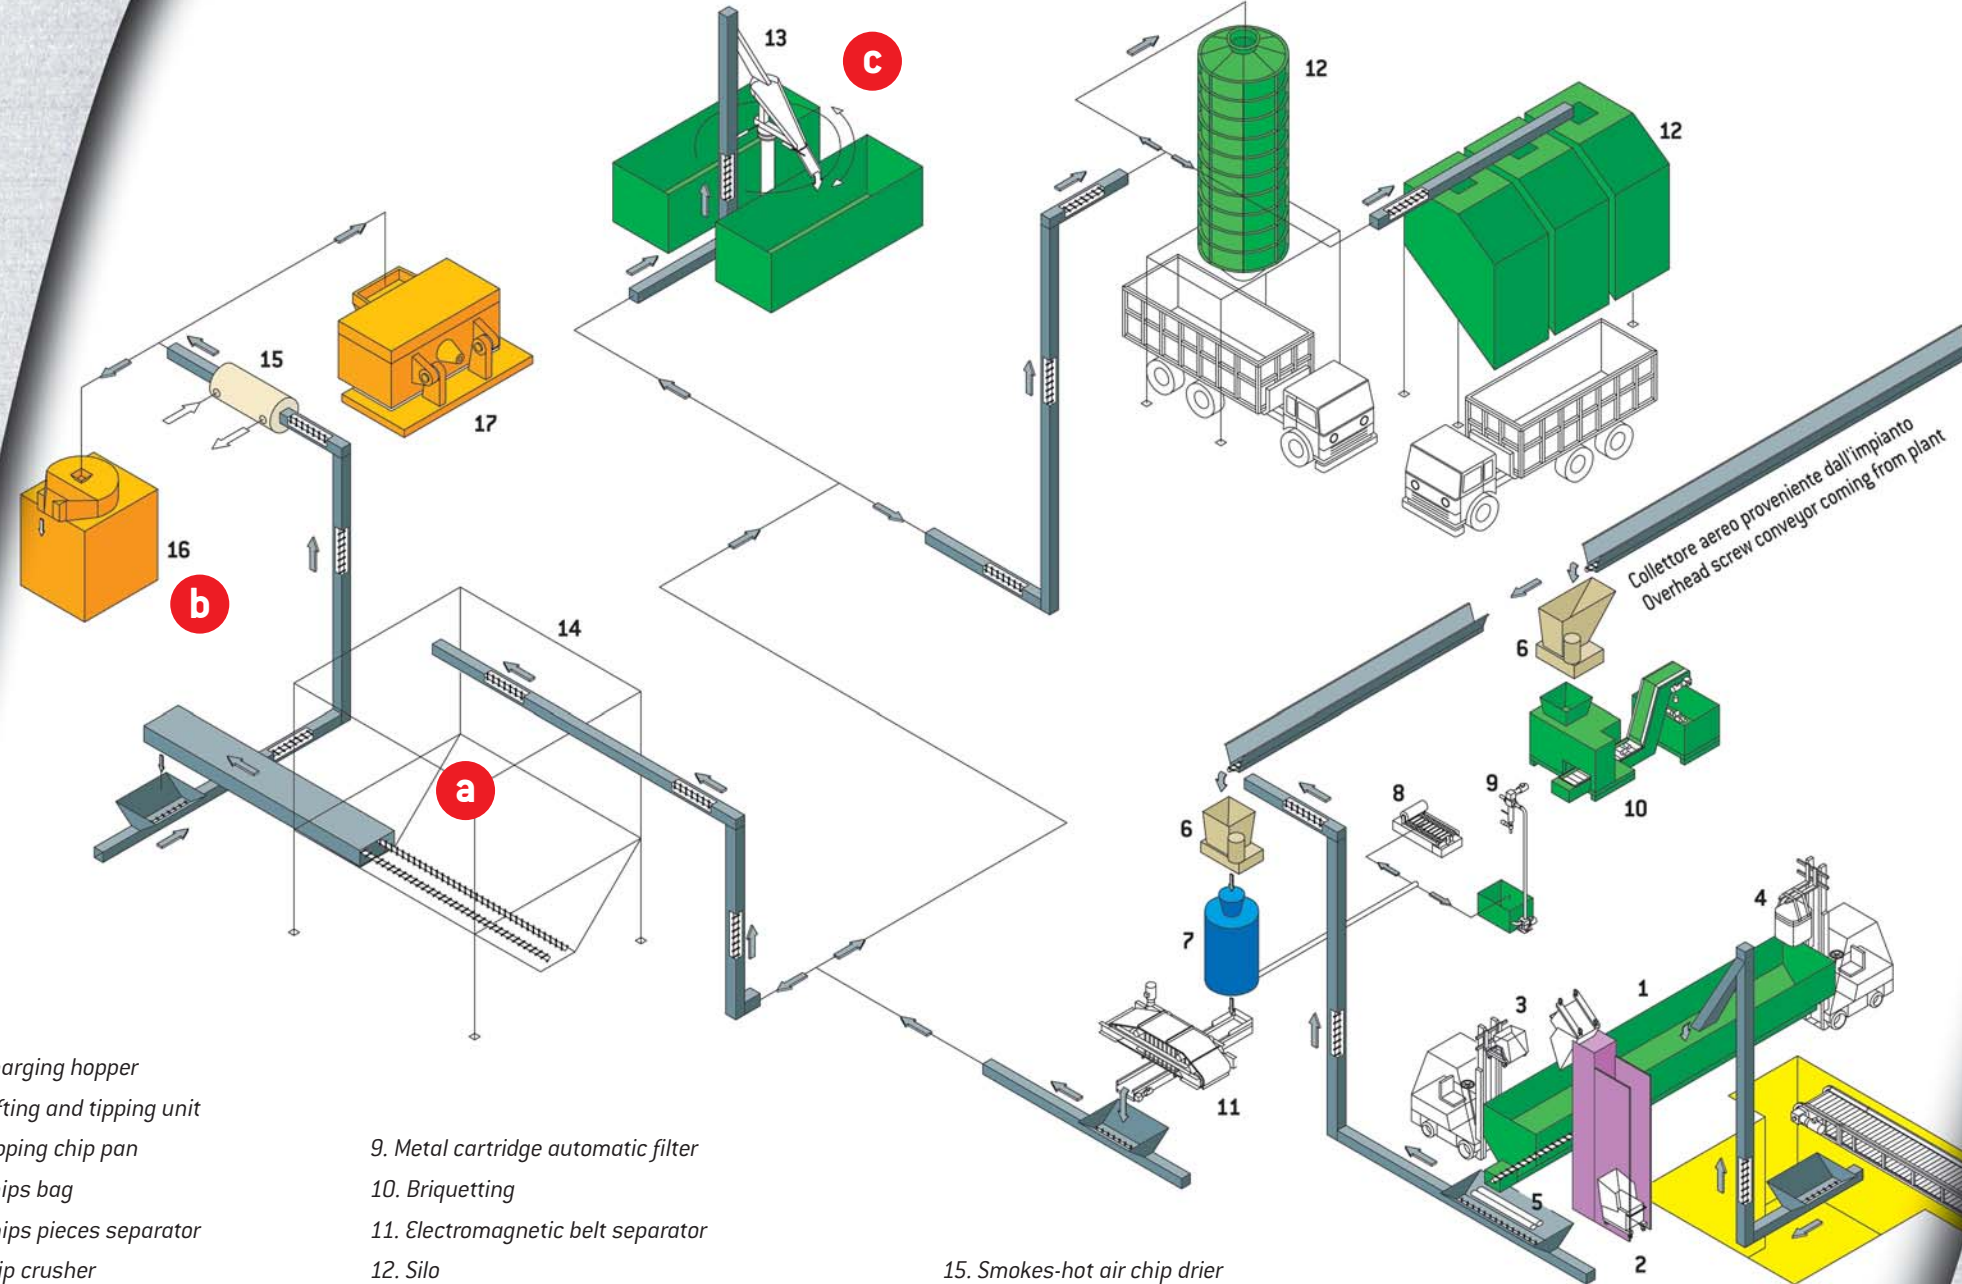 13
c
12
12
15
17
16
b
14
a
Collettore aereo proveniente dall'impianto
Overhead screw conveyor coming from plant
6
10
9
8
6
7
4
1
3
11
5
2
arging hopper
fting and tipping unit
pping chip pan
ips bag
ips pieces separator
ip crusher
9. Metal cartridge automatic filter
10. Briquetting
11. Electromagnetic belt separator
12. Silo
15. Smokes-hot air chip drier